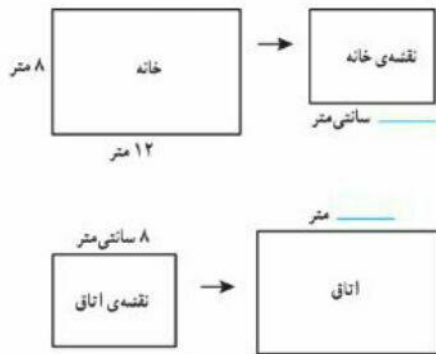 ۸ متر
خانه
نقشه‌ی خانه
۱۲ متر
سانتی‌متر
متر
۸ سانتی‌متر
نقشه‌ی اتاق
اتاق